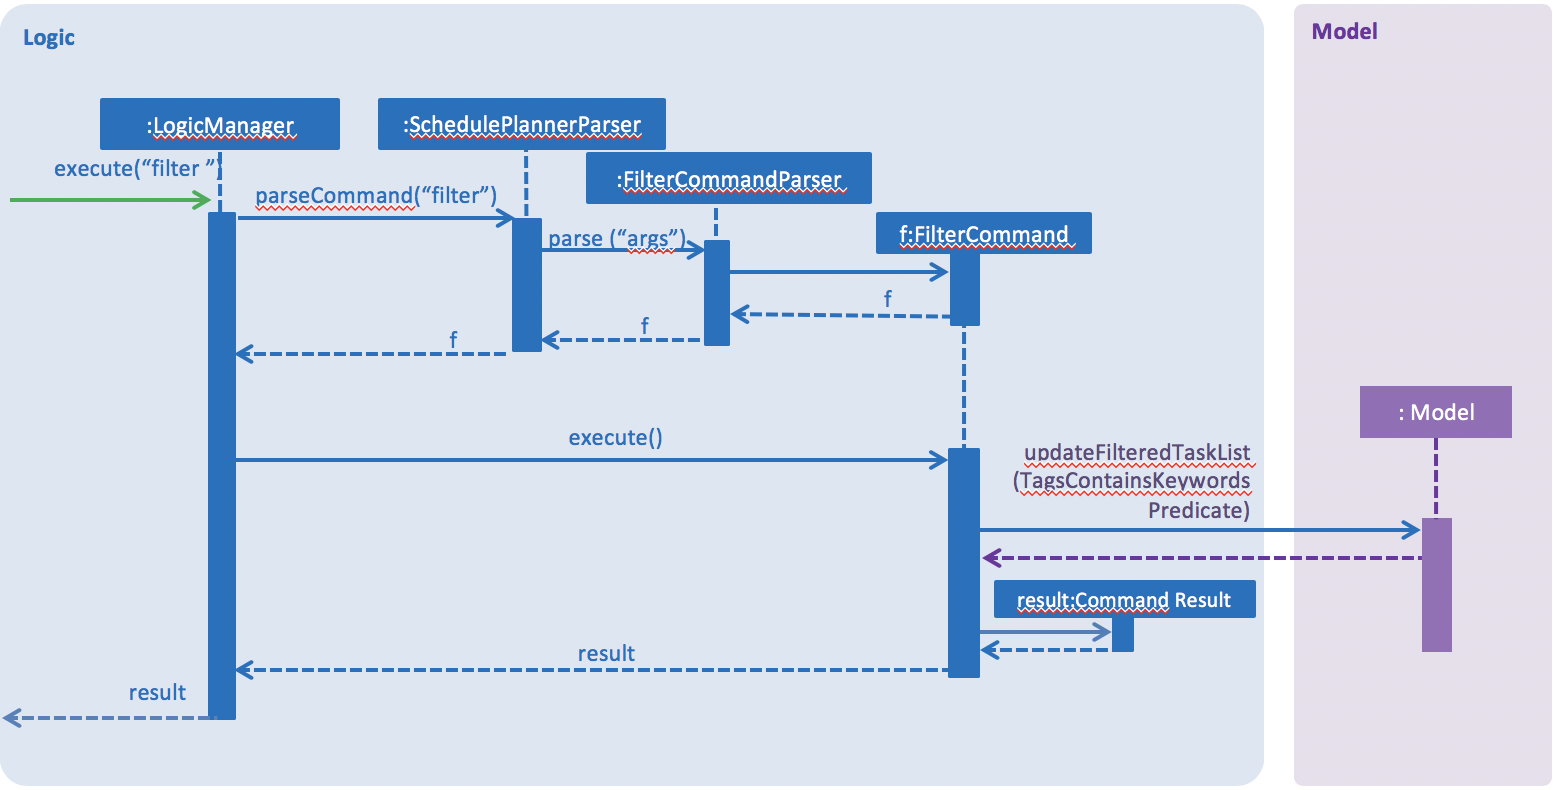 Logic
Model
:LogicManager
:SchedulePlannerParser
execute(“filter ”)
:FilterCommandParser
parseCommand(“filter”)
f:FilterCommand
parse (“args”)
f
f
f
: Model
execute()
updateFilteredTaskList
(TagsContainsKeywords
Predicate)
result:Command Result
result
result